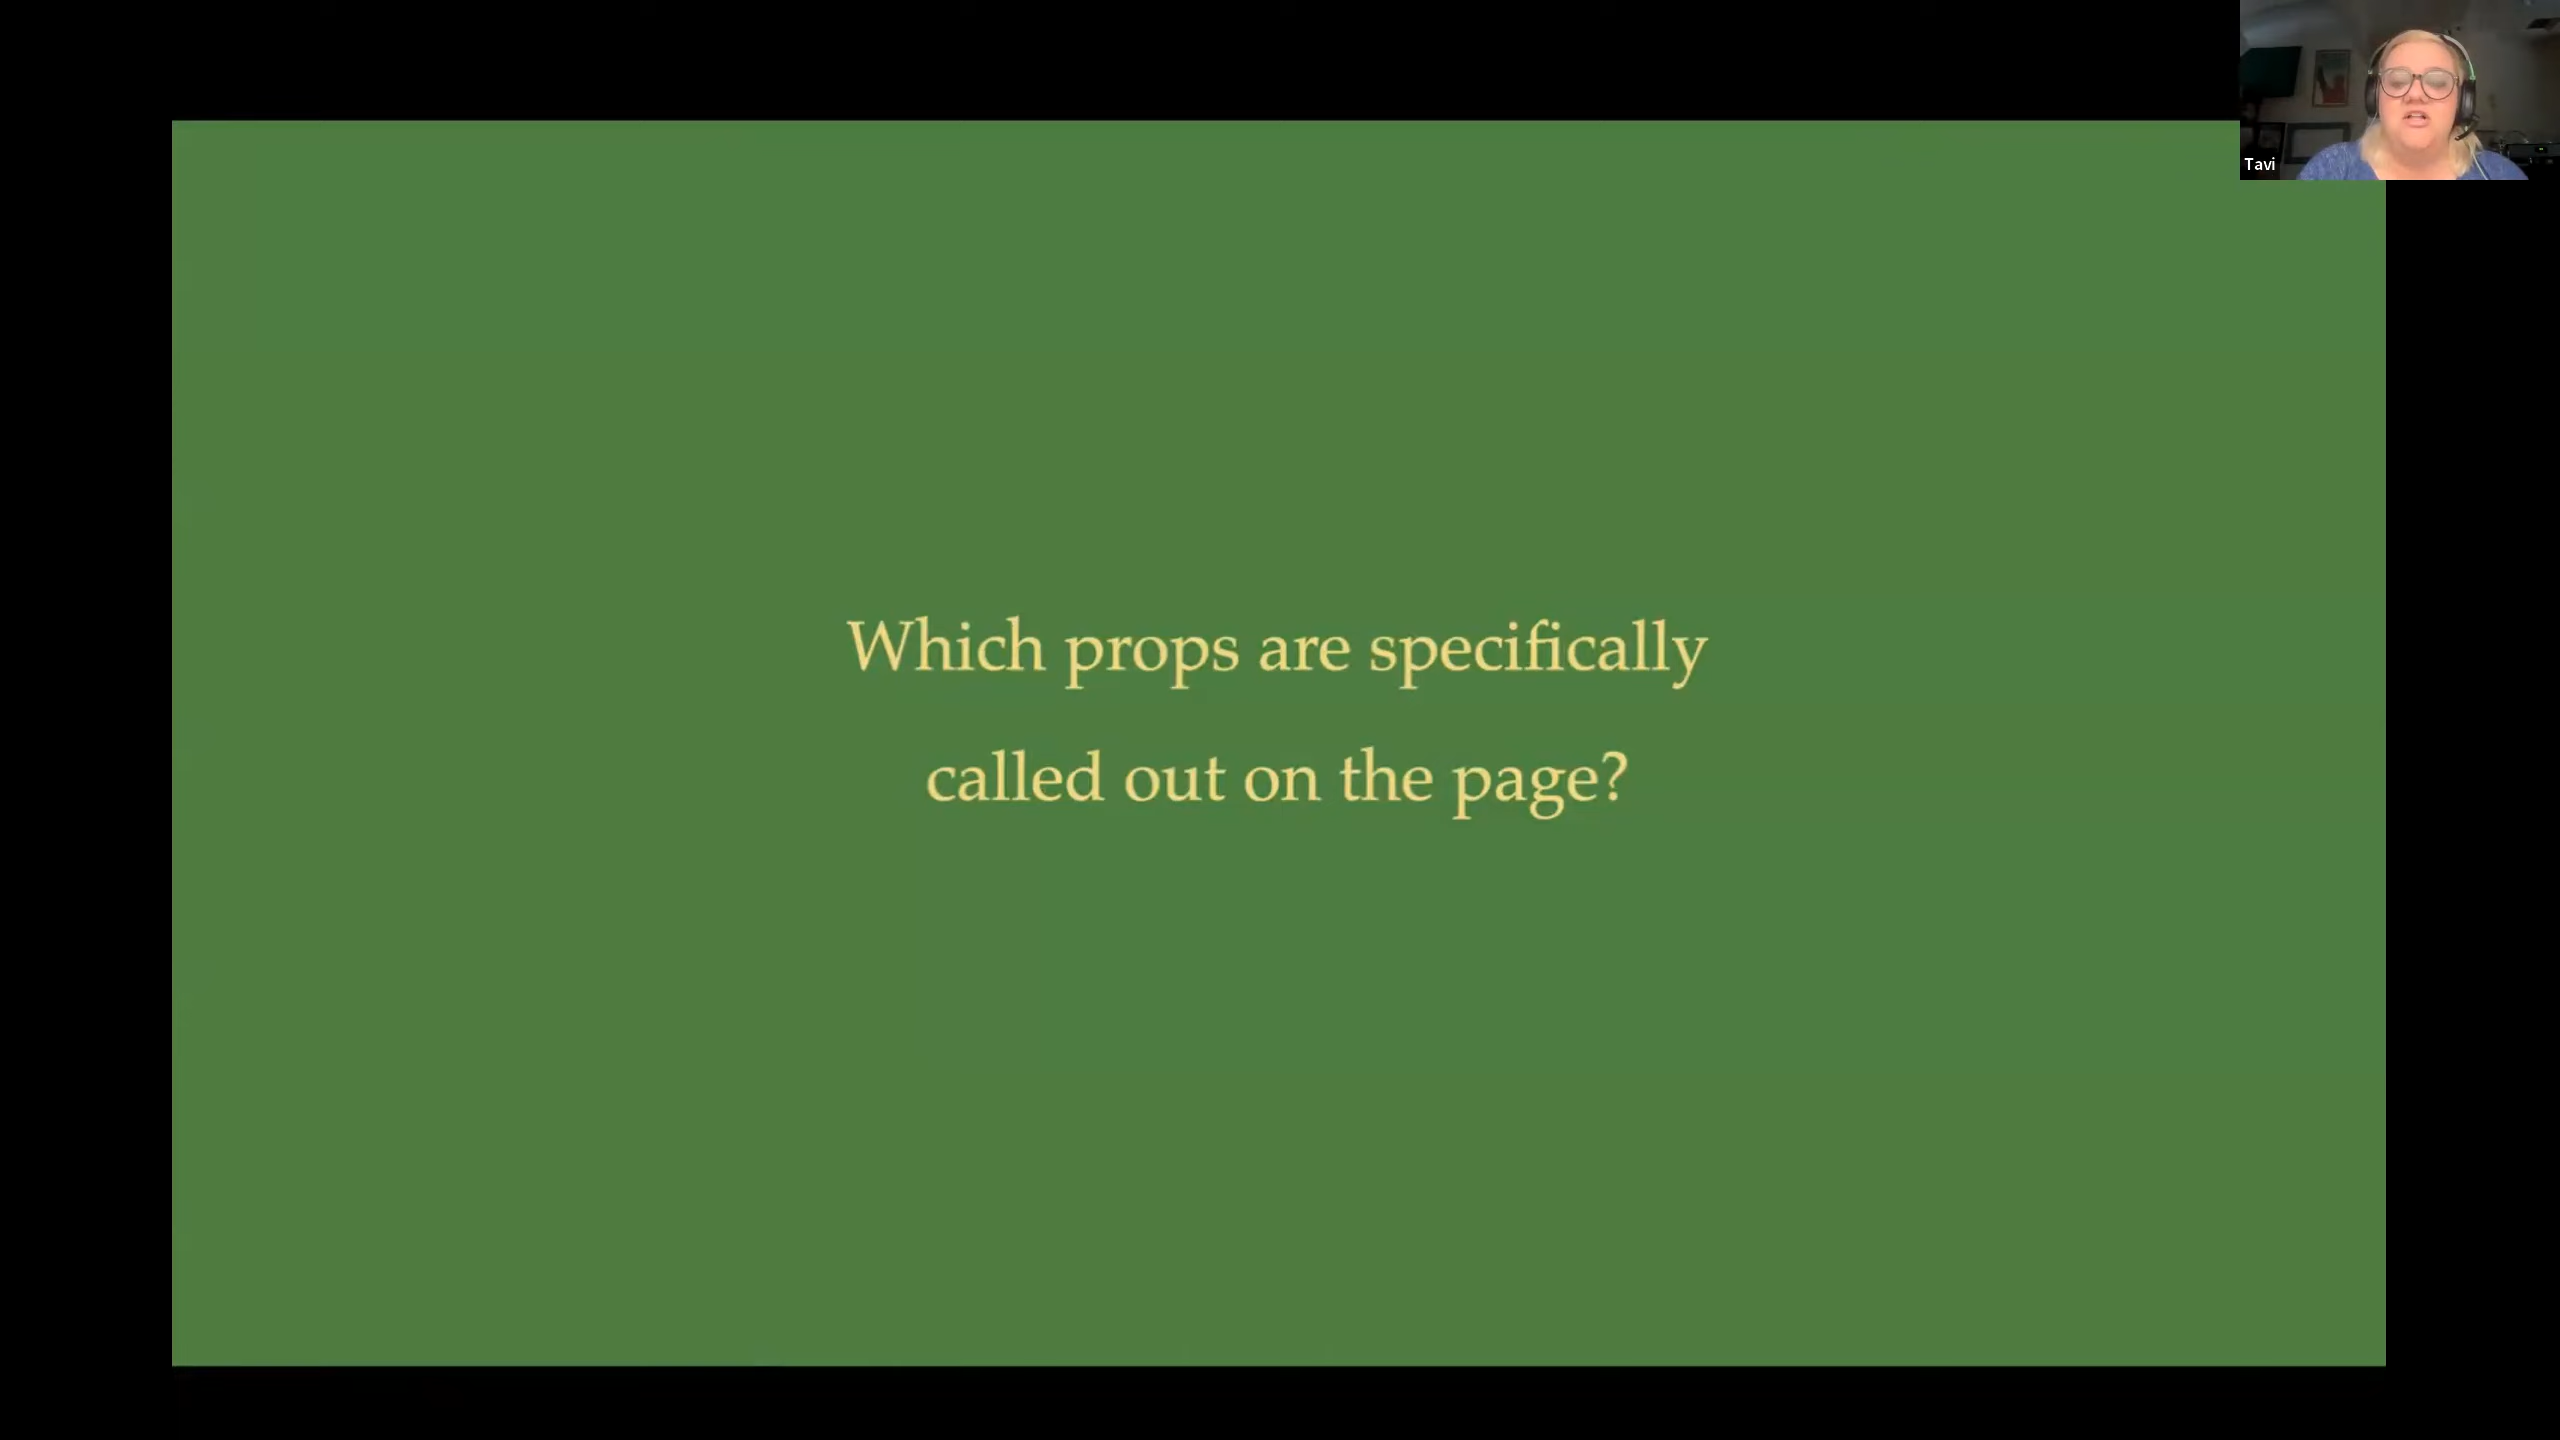 Tavi
Which props are specifically
called out on the page?